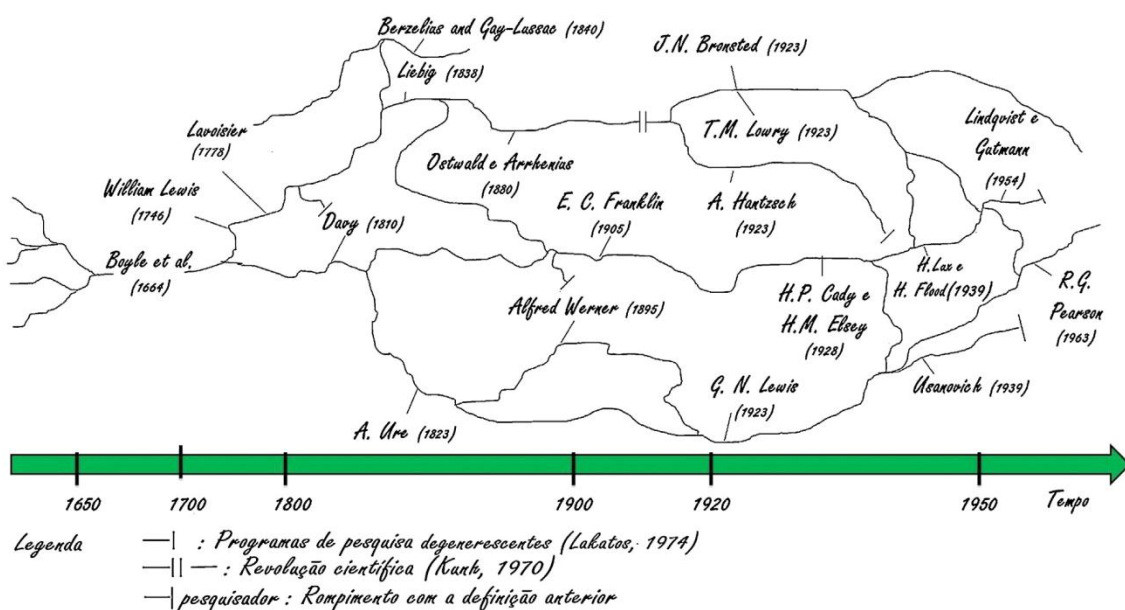 Berzelius and Gay-Lussac (1840)
J.N. Bronsted (1923)
Liebig (1838)
Lavoisier
(1778)
T.M. Lowry (1923)
Lindqvist e
Gutmann
(1954)
William Lewis
(1746)
Ostwald e Arrhenius
(1880)
Davy (1810)
E. C. Franklin
(1905)
A. Hantzsch
(1923)
Boyle et al.
(1664)
H.Lux e
H. Flood(1939)
R.G.
Pearson
(1963)
Alfred Werner (1895)
H.P. Cady e
H.M. Elsey
(1928)
G. N. Lewis
(1923)
Usanovich (1939)
A. Ure (1823)
1650
1700
1800
1900
1920
1950
Tempo
Legenda
: Programas de pesquisa degenerescentes (Lakatos, 1974)
: Revolução científica (Kunh, 1970)
pesquisador : Rompimento com a definição anterior